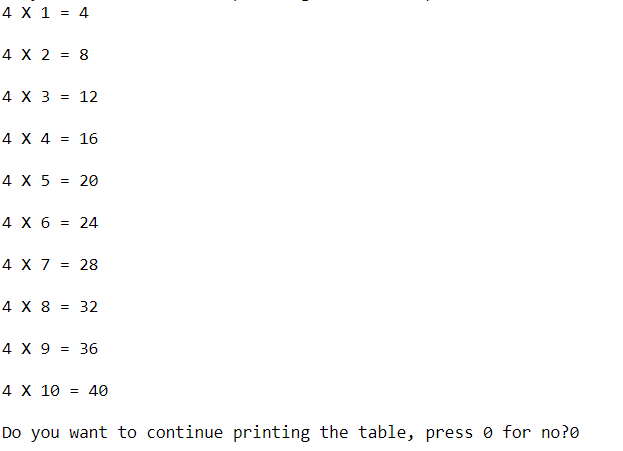 4 X 1 = 4
4 X 2 = 8
4 X 3 = 12
4 X 4 = 16
4 X 5 = 20
4 X 6 = 24
4 X 7 = 28
4 X 8 = 32
4 X 9 = 36
4 X 10 = 40
Do you want to continue printing the table, press 0 for no?0